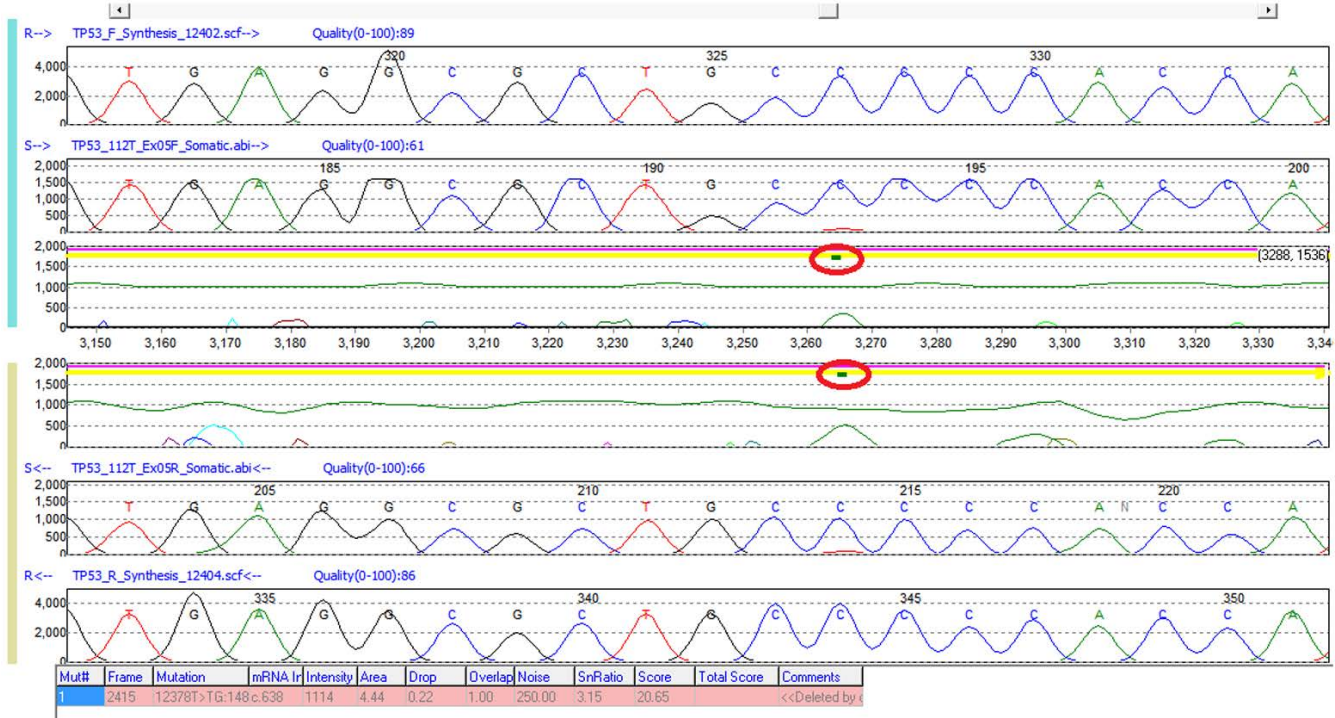 R--> TP53_F_Synthesis_12402.scf--> Quality(0-100):89
320 325 330
4,000
2,000
0
T G A G G C G C T G C C C C C A C C A
S--> TP53_112T_Ex05F_Somatic.abi--> Quality(0-100):61
185 190 195 200
2,000
1,500
1,000
500
0
T G A G G C G C T G C C C C C A C C A
2,000
1,500
1,000
500
0
(3288, 1536)
3,150 3,160 3,170 3,180 3,190 3,200 3,210 3,220 3,230 3,240 3,250 3,260 3,270 3,280 3,290 3,300 3,310 3,320 3,330 3,34
2,000
1,500
1,000
500
0
S<-- TP53_112T_Ex05R_Somatic.abi<-- Quality(0-100):66
205 210 215 220
2,000
1,500
1,000
500
0
T G A G G C G C T G C C C C C A N C C A
R<-- TP53_R_Synthesis_12404.scf<-- Quality(0-100):86
335 340 345 350
4,000
2,000
0
T G A G G C G C T G C C C C C A C C A
Mut# Frame Mutation mRNA Ir Intensity Area Drop Overlap Noise SnRatio Score Total Score Comments
1 2415 12378T>TG:148 c.638 1114 4.44 0.22 1.00 250.00 3.15 20.65 <<Deleted by